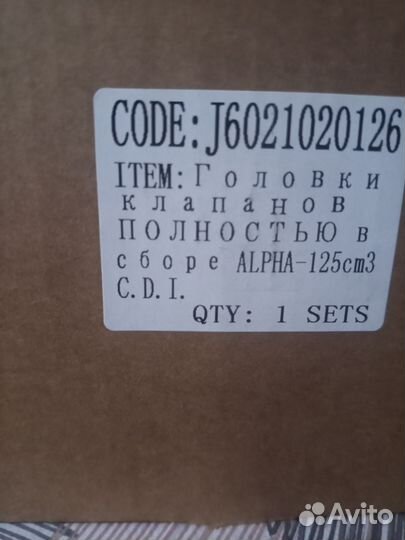 CODE:J6021020126
ITEM:Головки
клапанов
ПОЛНОСТЬЮ в
сборе ALPHA-125cm3
C.D.I.
QTY: 1 SETS
Avito